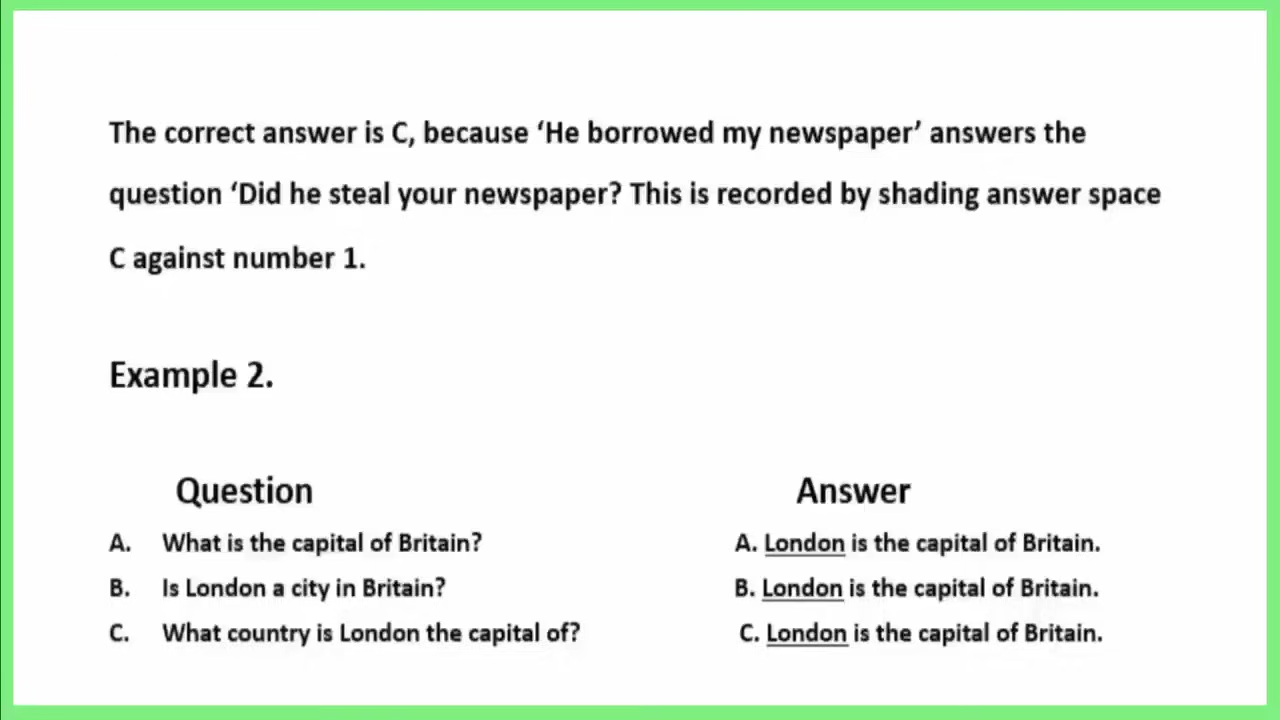 The correct answer is C, because ‘He borrowed my newspaper’ answers the
question ‘Did he steal your newspaper? This is recorded by shading answer space
C against number 1.
Example 2.
Question Answer
A. What is the capital of Britain? A. London is the capital of Britain.
B. Is London a city in Britain? B. London is the capital of Britain.
C. What country is London the capital of? C. London is the capital of Britain.